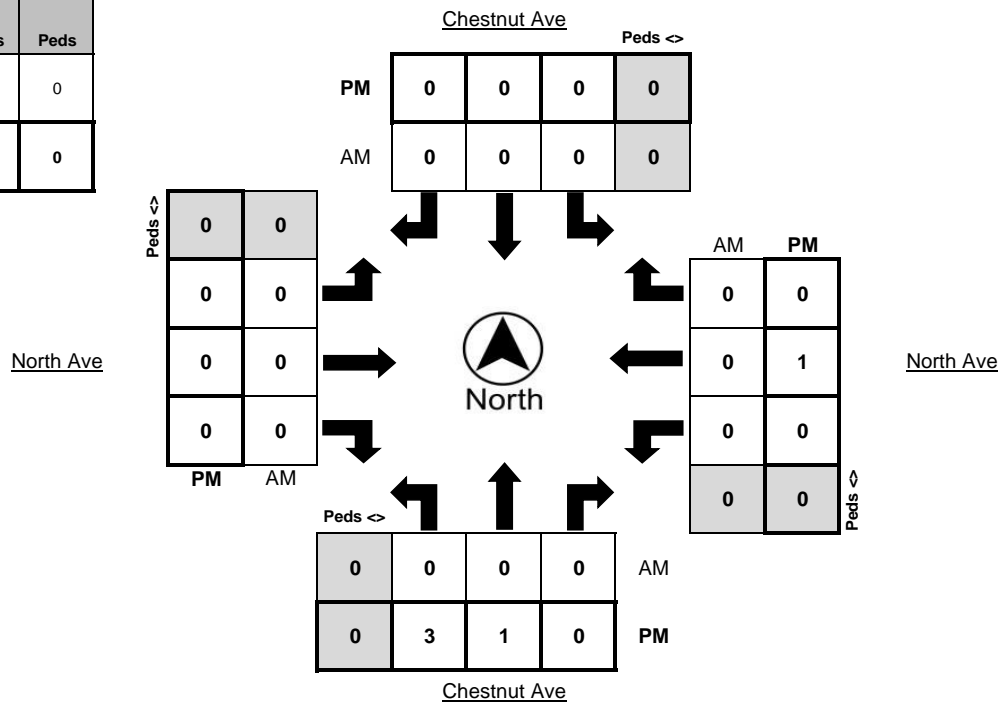 Chestnut Ave
Peds <>
s Peds
PM 0 0 0 0
0
AM 0 0 0 0
0
Peds <> 0 0
AM PM
0 0 0 0
North Ave 0 0 North 0 1 North Ave
0 0 0 0
PM AM
Peds <> 0 0 Peds <>
0 0 0 0 AM
0 3 1 0 PM
Chestnut Ave